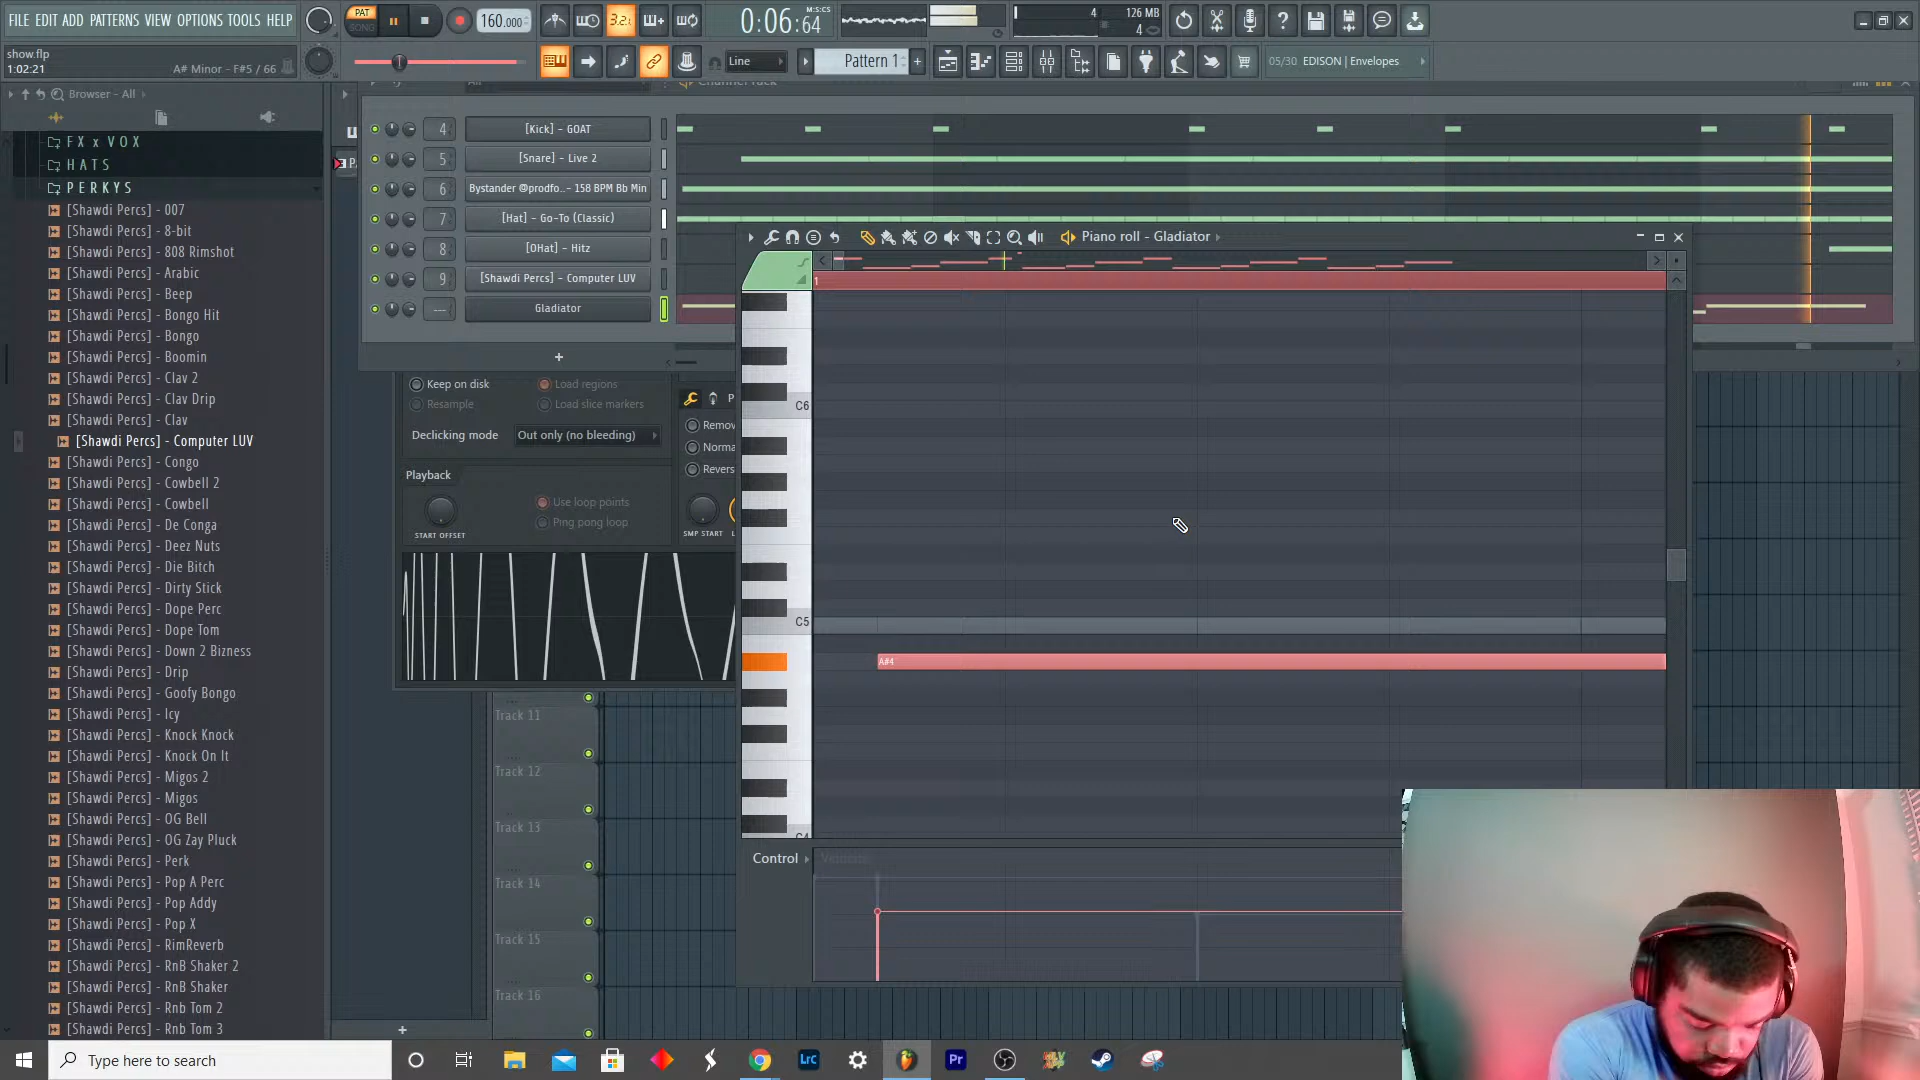 FILE EDIT ADD PATTERNS VIEW OPTIONS TOOLS HELP
PAT
SONG
160.000
3.2.
0:06:64
M:S:CS
4
126 MB
4
show.flp
1:02:21
A# Minor - F#5 / 66
Line
Pattern 1
+
05/30 EDISON | Envelopes
Browser - All
FX x VOX
HATS
PERKYS
[Shawdi Percs] - 007
[Shawdi Percs] - 8-bit
[Shawdi Percs] - 808 Rimshot
[Shawdi Percs] - Arabic
[Shawdi Percs] - Beep
[Shawdi Percs] - Bongo Hit
[Shawdi Percs] - Bongo
[Shawdi Percs] - Boomin
[Shawdi Percs] - Clav 2
[Shawdi Percs] - Clav Drip
[Shawdi Percs] - Clav
[Shawdi Percs] - Computer LUV
[Shawdi Percs] - Congo
[Shawdi Percs] - Cowbell 2
[Shawdi Percs] - Cowbell
[Shawdi Percs] - De Conga
[Shawdi Percs] - Deez Nuts
[Shawdi Percs] - Die Bitch
[Shawdi Percs] - Dirty Stick
[Shawdi Percs] - Dope Perc
[Shawdi Percs] - Dope Tom
[Shawdi Percs] - Down 2 Bizness
[Shawdi Percs] - Drip
[Shawdi Percs] - Goofy Bongo
[Shawdi Percs] - Icy
[Shawdi Percs] - Knock Knock
[Shawdi Percs] - Knock On It
[Shawdi Percs] - Migos 2
[Shawdi Percs] - Migos
[Shawdi Percs] - OG Bell
[Shawdi Percs] - OG Zay Pluck
[Shawdi Percs] - Perk
[Shawdi Percs] - Pop A Perc
[Shawdi Percs] - Pop Addy
[Shawdi Percs] - Pop X
[Shawdi Percs] - RimReverb
[Shawdi Percs] - RnB Shaker 2
[Shawdi Percs] - RnB Shaker
[Shawdi Percs] - Rnb Tom 2
[Shawdi Percs] - Rnb Tom 3
4 [Kick] - GOAT
5 [Snare] - Live 2
6 Bystander @prodfo..- 158 BPM Bb Min
7 [Hat] - Go-To (Classic)
8 [OHat] - Hitz
9 [Shawdi Percs] - Computer LUV
--- Gladiator
+
Keep on disk
Load regions
Resample
Load slice markers
Declicking mode
Out only (no bleeding)
Playback
Use loop points
Ping pong loop
START OFFSET
P
Remov
Norma
Revers
SMP START
Track 11
Track 12
Track 13
Track 14
Track 15
Track 16
+
Piano roll - Gladiator
1
C6
C5
A#4
C4
Control
Velocity
Type here to search
Lrc
Pr